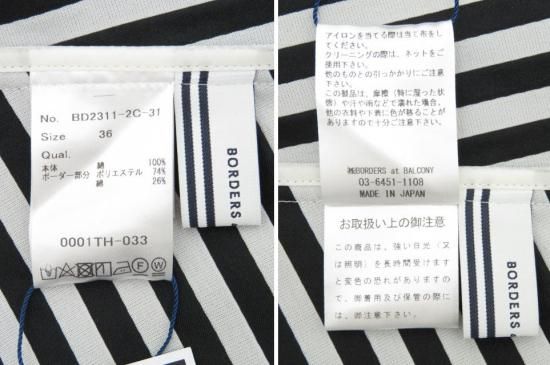 No. BD2311-2C-31
Size. 36
Qual.
本体 綿 100%
ボーダー部分 ポリエステル 74%
綿 26%
0001TH-033
P W
BORDERS
アイロンを当てる際は当て布をし
てください。
クリーニングの際は、ネットをご
使用下さい。
他のものとの引っかかりにご注意
下さい。
この製品は、摩擦（特に湿った状
態）や汗や雨などで濡れた場合、
他の衣料や下着に色が移ることが
ありますので十分ご注意下さい。
㈱BORDERS at BALCONY
03-6451-1108
MADE IN JAPAN
お取扱い上の御注意
この商品は、強い日光（又
は照明）を長時間受けますと
変色の恐れがありますので、
御着用及び保管の際には、
御注意下さい。
BORDERS